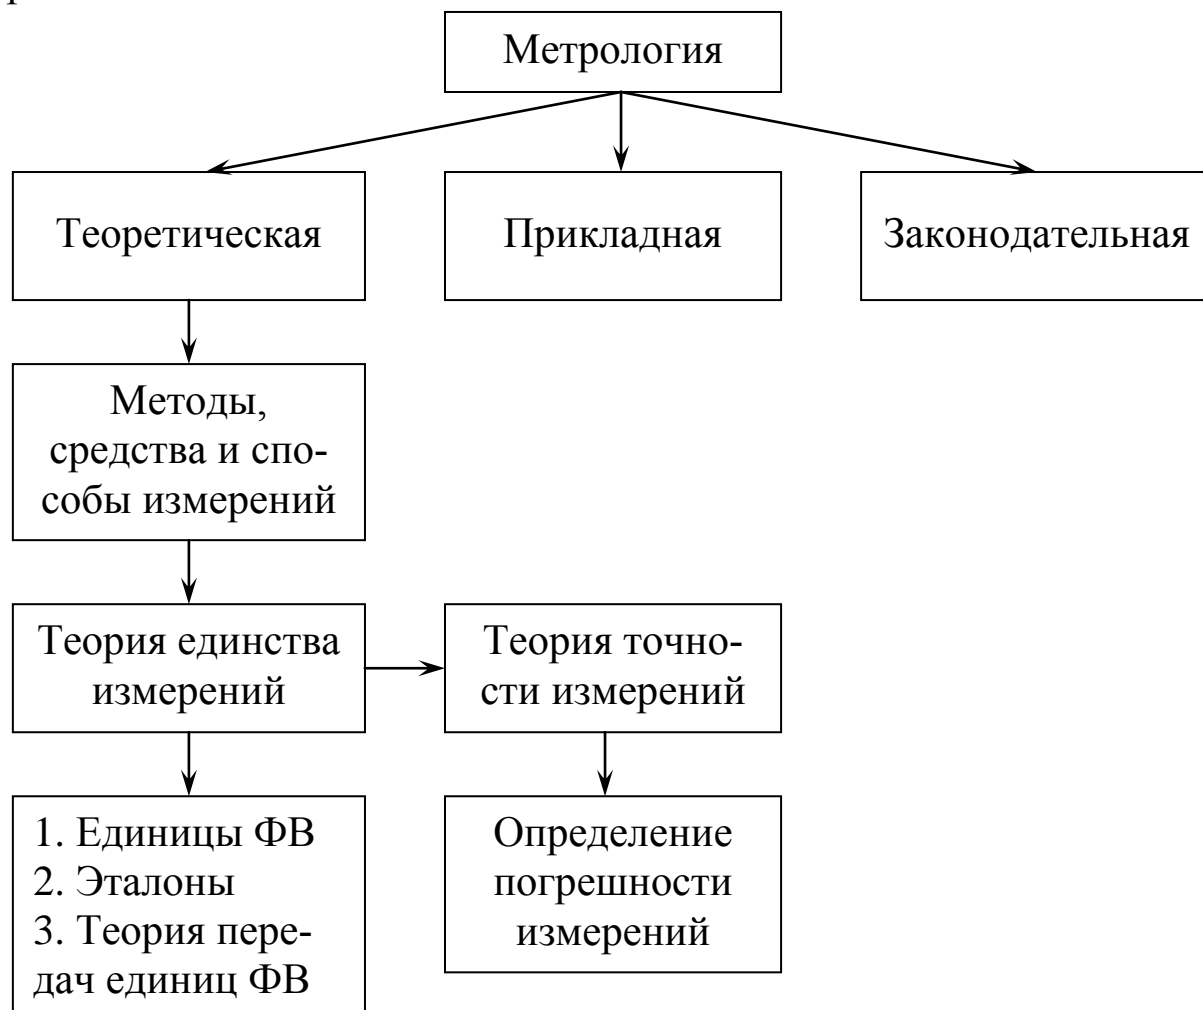 Метрология
Теоретическая
Прикладная
Законодательная
Методы,
средства и спо-
собы измерений
Теория единства
измерений
Теория точно-
сти измерений
1. Единицы ФВ
2. Эталоны
3. Теория пере-
дач единиц ФВ
Определение
погрешности
измерений